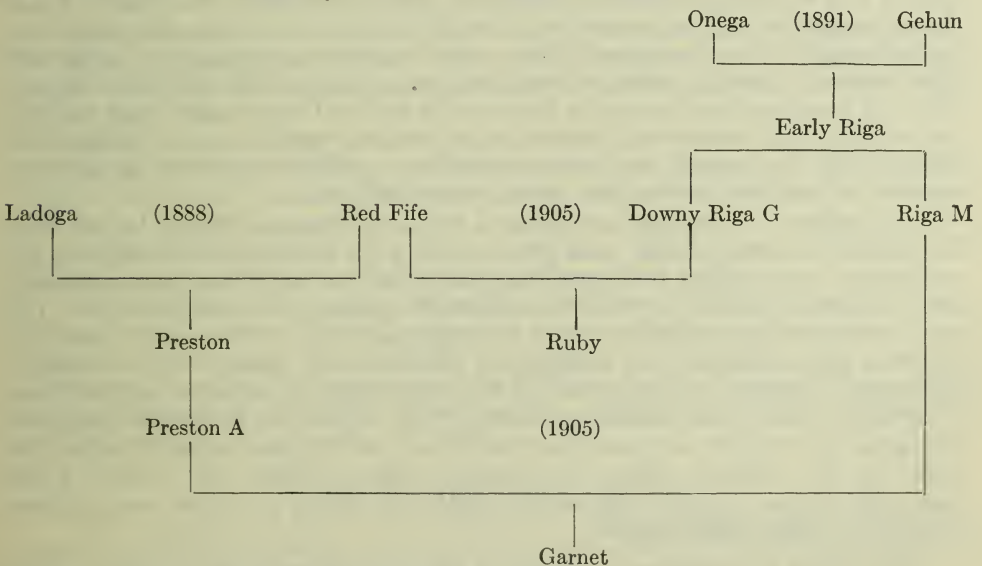 Onega (1891) Gehun
Early Riga
Ladoga (1888) Red Fife (1905) Downy Riga G Riga M
Preston Ruby
Preston A (1905)
Garnet